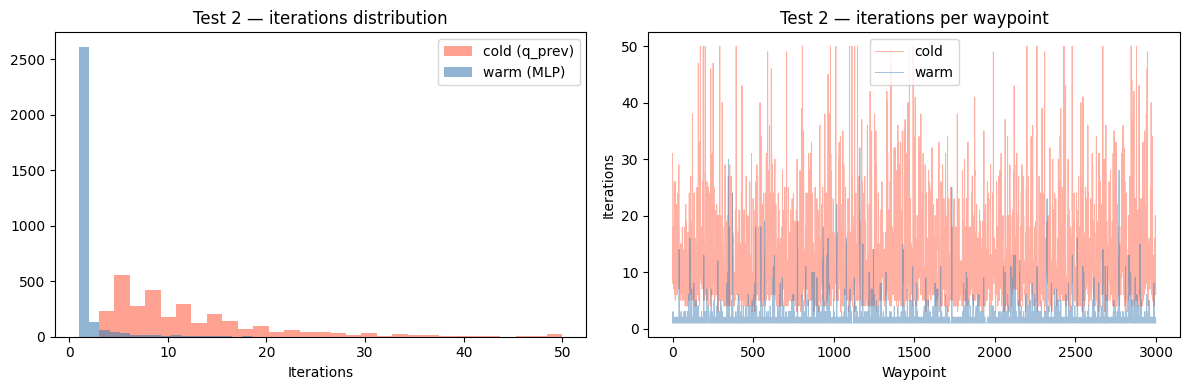 Test 2 — iterations distribution
2500
2000
1500
1000
500
0
0 10 20 30 40 50
Iterations
cold (q_prev)
warm (MLP)
Test 2 — iterations per waypoint
Iterations
50
40
30
20
10
0
0 500 1000 1500 2000 2500 3000
Waypoint
cold
warm